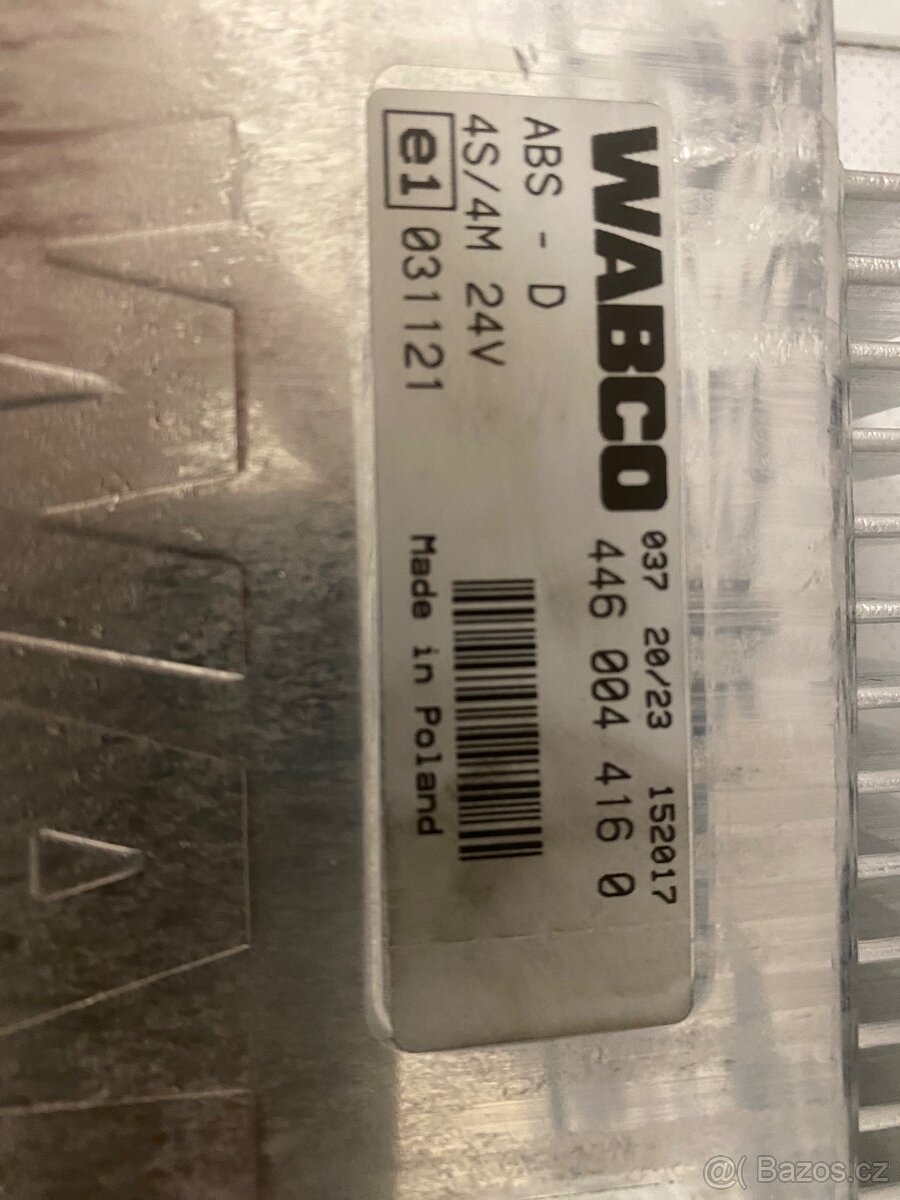 WABCO
037 20/23 152017
446 004 416 0
ABS - D
4S/4M 24V
e1 031121
Made in Poland
@( Bazos.cz